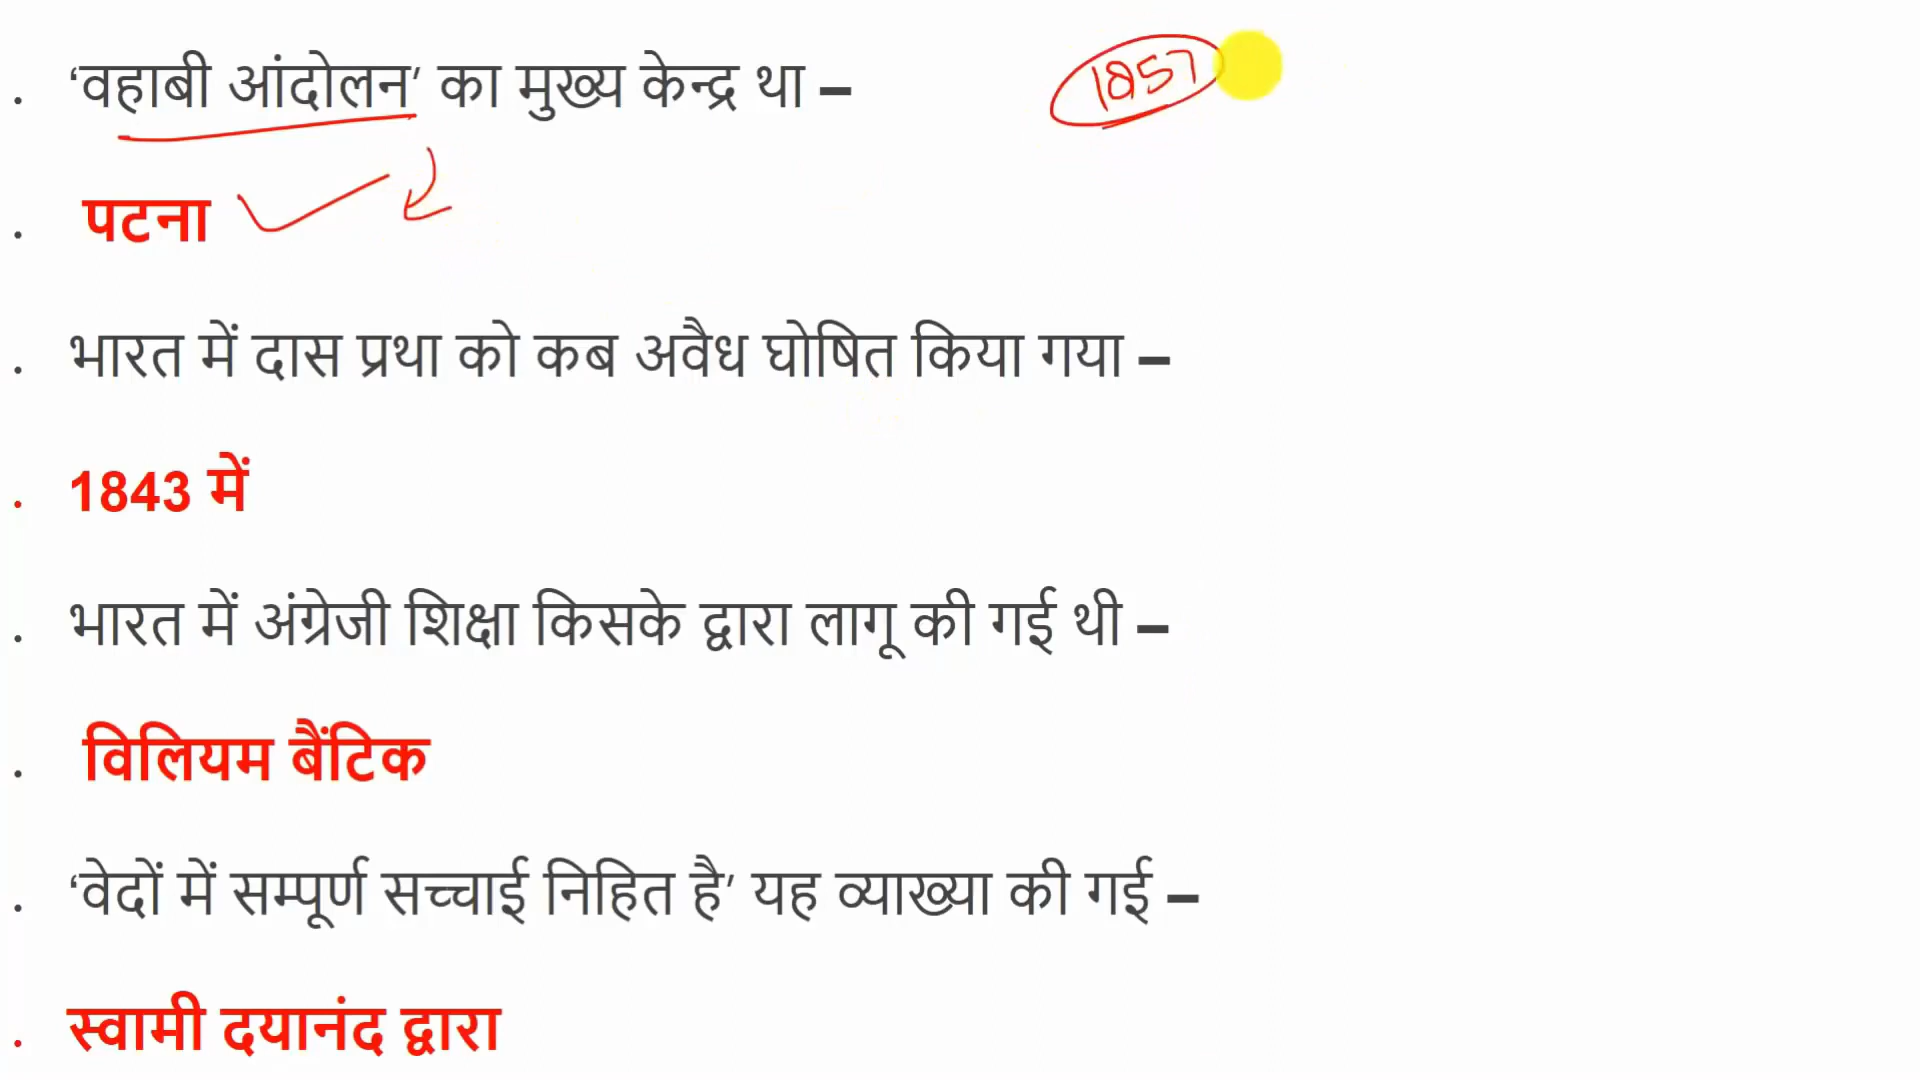 . ‘वहाबी आंदोलन’ का मुख्य केन्द्र था –
1857
. पटना
. भारत में दास प्रथा को कब अवैध घोषित किया गया –
. 1843 में
. भारत में अंग्रेजी शिक्षा किसके द्वारा लागू की गई थी –
. विलियम बैंटिक
. ‘वेदों में सम्पूर्ण सच्चाई निहित है’ यह व्याख्या की गई –
. स्वामी दयानंद द्वारा